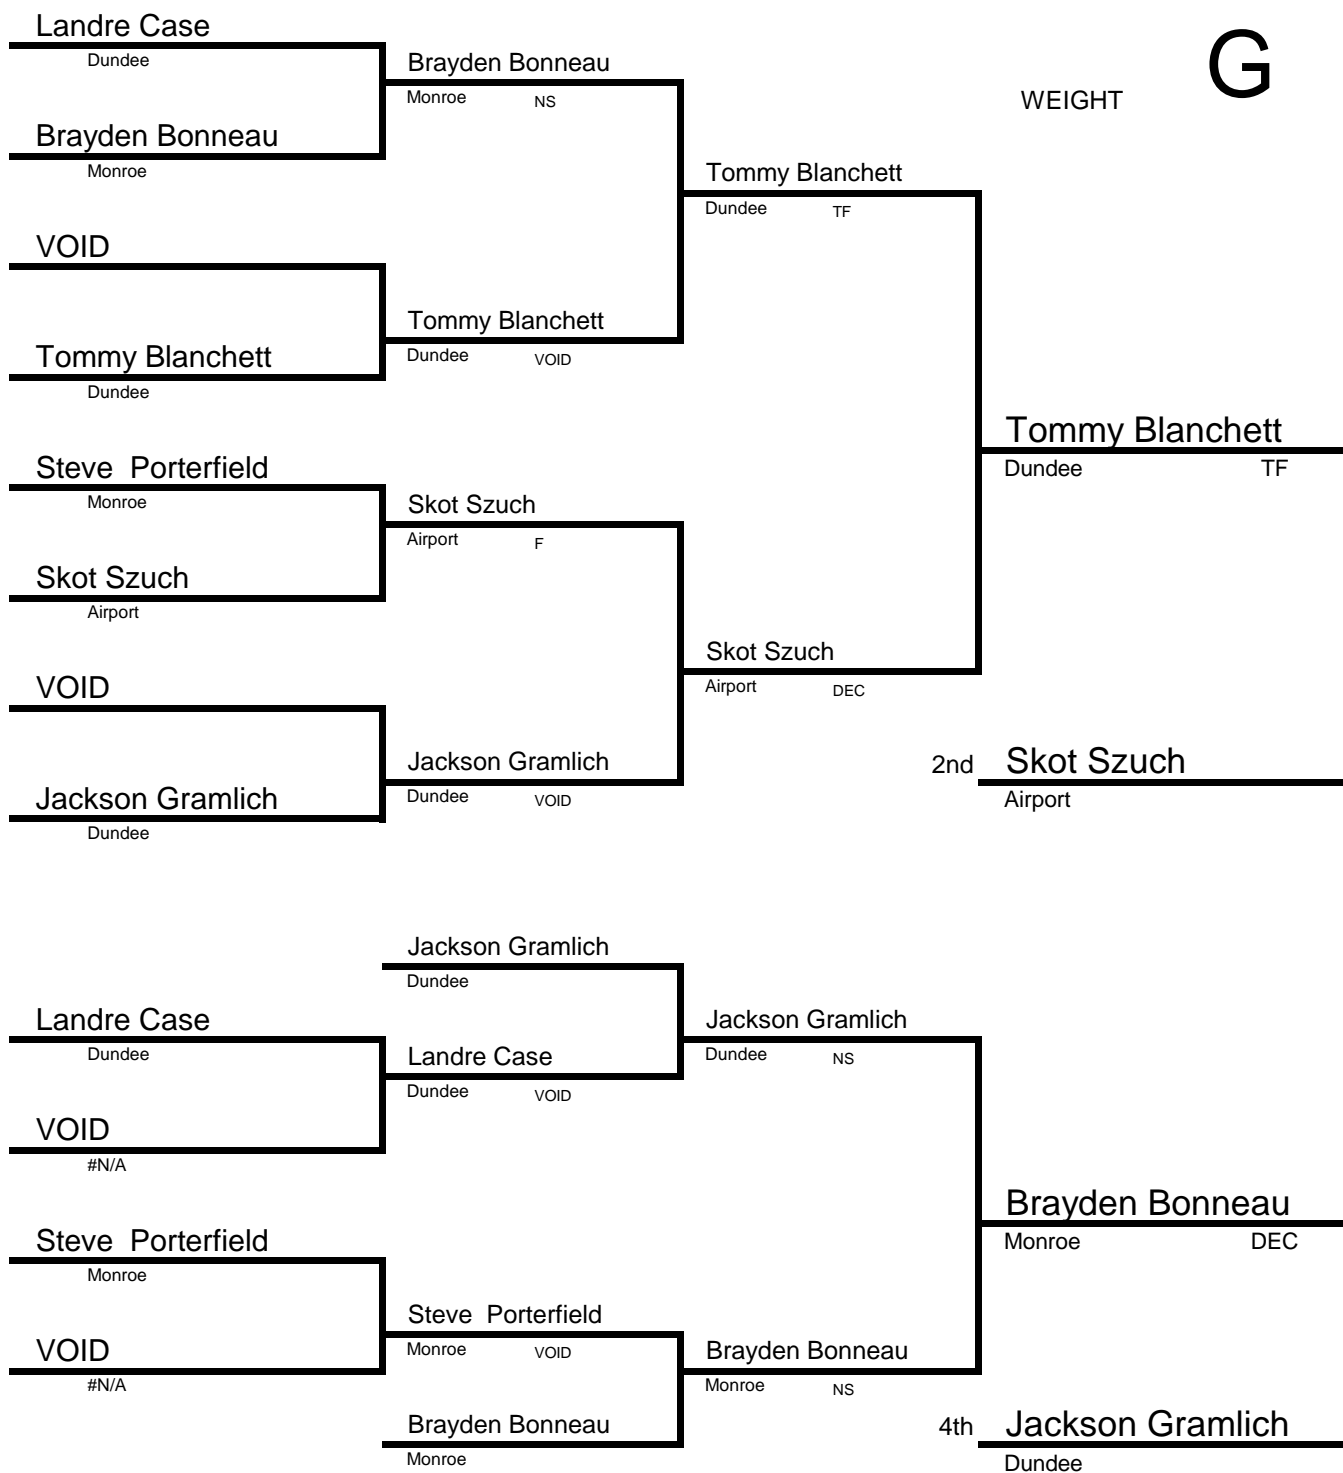 Landre Case
Dundee
Brayden Bonneau
Monroe NS
WEIGHT
G
Brayden Bonneau
Monroe
Tommy Blanchett
Dundee TF
VOID
Tommy Blanchett
Dundee VOID
Tommy Blanchett
Dundee
Tommy Blanchett
Dundee TF
Steve  Porterfield
Monroe
Skot Szuch
Airport F
Skot Szuch
Airport
Skot Szuch
Airport DEC
VOID
Jackson Gramlich
Dundee VOID
2nd Skot Szuch
Airport
Jackson Gramlich
Dundee
Jackson Gramlich
Dundee
Landre Case
Dundee
Jackson Gramlich
Dundee NS
Landre Case
Dundee VOID
VOID
#N/A
Brayden Bonneau
Monroe DEC
Steve  Porterfield
Monroe
Steve  Porterfield
Monroe VOID
VOID
#N/A
Brayden Bonneau
Monroe NS
Brayden Bonneau
Monroe
4th Jackson Gramlich
Dundee